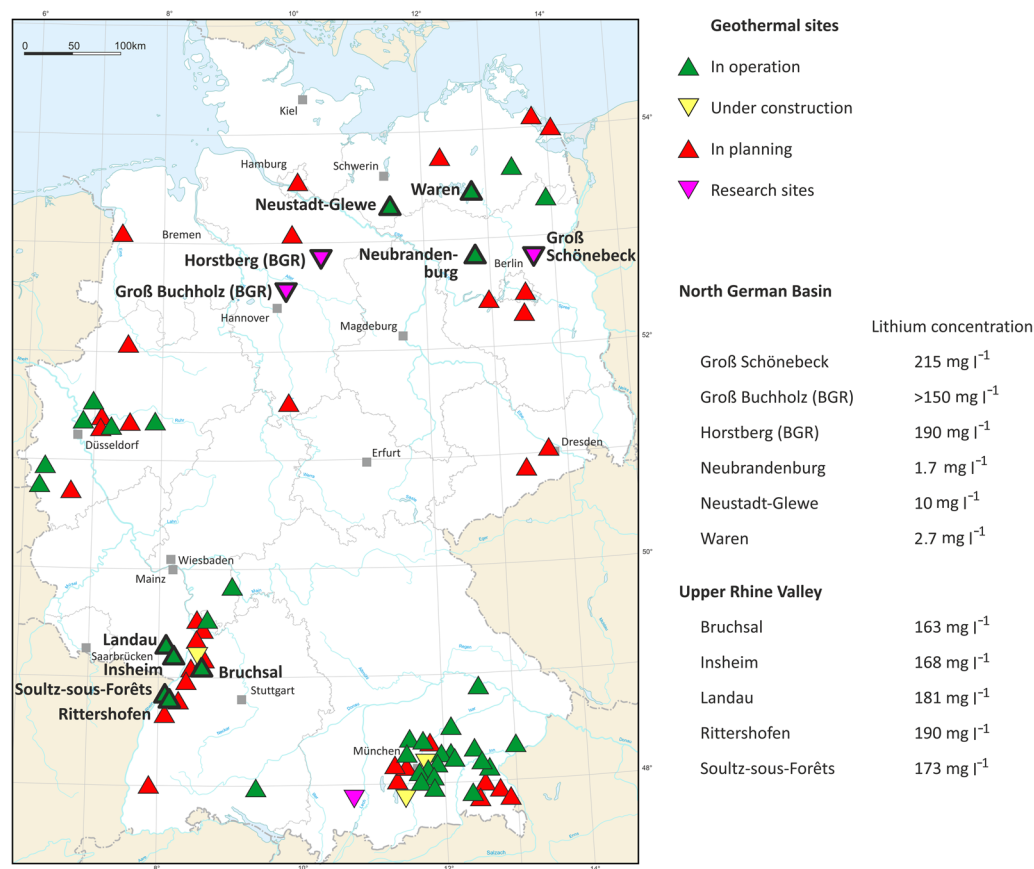 6°
8°
10°
12°
14°
0 50 100km
Kiel
54°
Hamburg
Schwerin
Waren
Neustadt-Glewe
Bremen
Horstberg (BGR)
Neubranden-
burg
Berlin
Groß
Schönebeck
Groß Buchholz (BGR)
Hannover
Magdeburg
52°
Düsseldorf
Erfurt
Dresden
50°
Wiesbaden
Mainz
Landau
Saarbrücken
Insheim
Bruchsal
Soultz-sous-Forêts
Stuttgart
Rittershofen
München
48°
8°
10°
12°
14°
Geothermal sites
In operation
Under construction
In planning
Research sites
North German Basin
Lithium concentration
Groß Schönebeck 215 mg l⁻¹
Groß Buchholz (BGR) >150 mg l⁻¹
Horstberg (BGR) 190 mg l⁻¹
Neubrandenburg 1.7 mg l⁻¹
Neustadt-Glewe 10 mg l⁻¹
Waren 2.7 mg l⁻¹
Upper Rhine Valley
Bruchsal 163 mg l⁻¹
Insheim 168 mg l⁻¹
Landau 181 mg l⁻¹
Rittershofen 190 mg l⁻¹
Soultz-sous-Forêts 173 mg l⁻¹